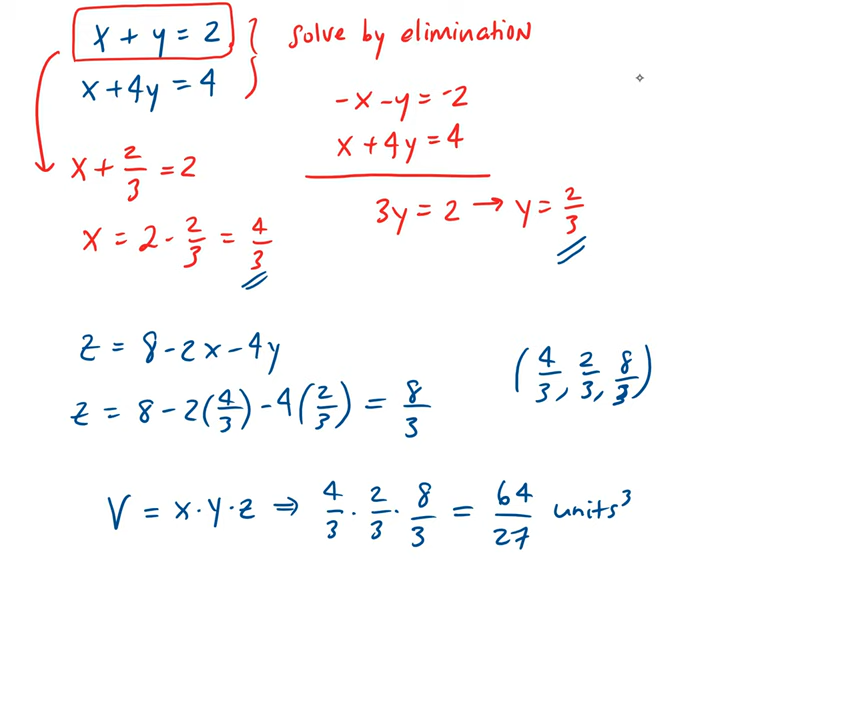 x + y = 2
x + 4y = 4
Solve by elimination
-x - y = -2
x + 4y = 4
3y = 2 → y = 2/3
x + 2/3 = 2
x = 2 - 2/3 = 4/3
z = 8 - 2x - 4y
z = 8 - 2(4/3) - 4(2/3) = 8/3
(4/3, 2/3, 8/3)
V = x · y · z ⇒ 4/3 · 2/3 · 8/3 = 64/27 units³